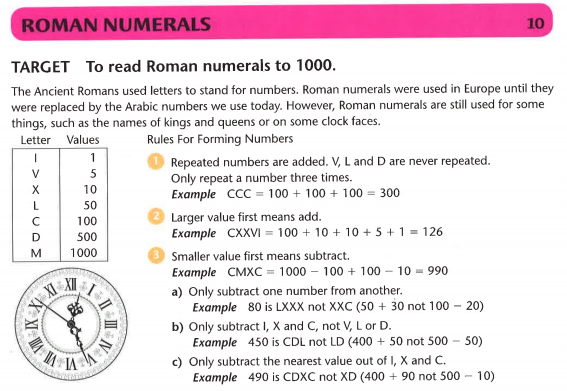 ROMAN NUMERALS 10
TARGET To read Roman numerals to 1000.
The Ancient Romans used letters to stand for numbers. Roman numerals were used in Europe until they
were replaced by the Arabic numbers we use today. However, Roman numerals are still used for some
things, such as the names of kings and queens or on some clock faces.
Letter Values
I 1
V 5
X 10
L 50
C 100
D 500
M 1000
XII I II III V VI VII VIII IX X XI
Rules For Forming Numbers
1 Repeated numbers are added. V, L and D are never repeated.
Only repeat a number three times.
Example CCC = 100 + 100 + 100 = 300
2 Larger value first means add.
Example CXXVI = 100 + 10 + 10 + 5 + 1 = 126
3 Smaller value first means subtract.
Example CMXC = 1000 − 100 + 100 − 10 = 990
a) Only subtract one number from another.
Example 80 is LXXX not XXC (50 + 30 not 100 − 20)
b) Only subtract I, X and C, not V, L or D.
Example 450 is CDL not LD (400 + 50 not 500 − 50)
c) Only subtract the nearest value out of I, X and C.
Example 490 is CDXC not XD (400 + 90 not 500 − 10)